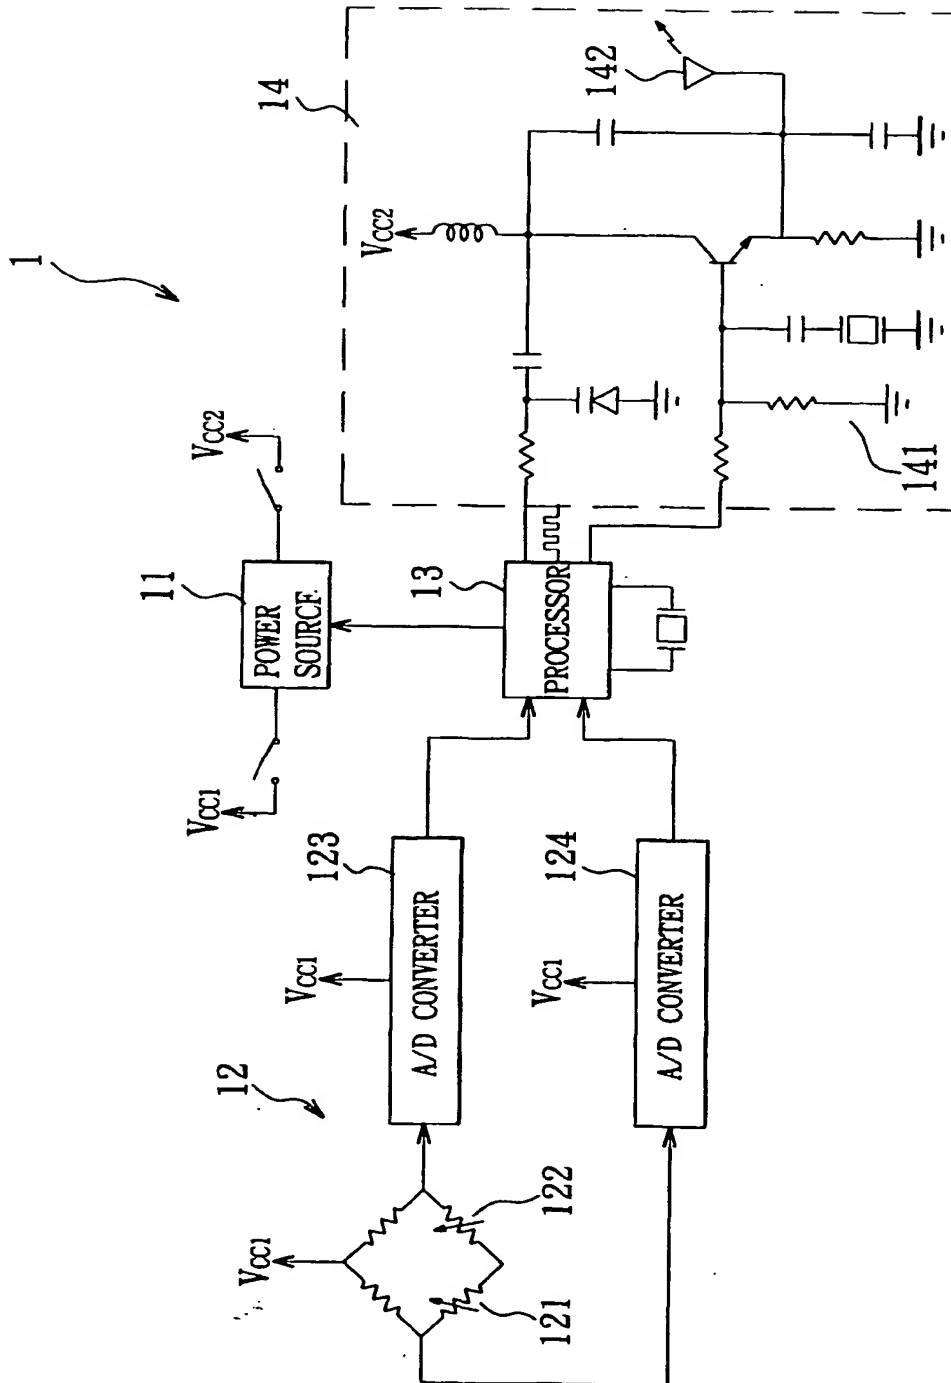 1
14
142
VCC2
141
11
POWER
SOURCE
VCC1
VCC2
13
PROCESSOR
123
VCC1
A/D CONVERTER
124
VCC1
A/D CONVERTER
12
VCC1
122
121